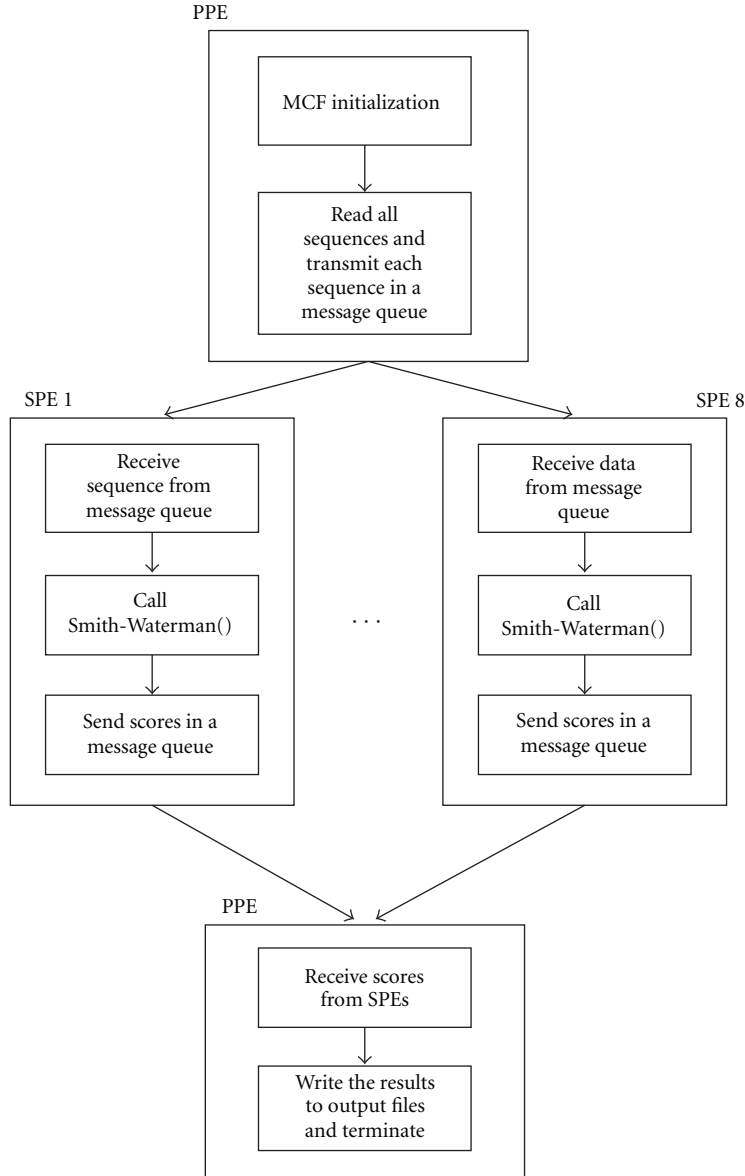 PPE
MCF initialization
Read all
sequences and
transmit each
sequence in a
message queue
SPE 1
Receive
sequence from
message queue
Call
Smith-Waterman()
Send scores in a
message queue
. . .
SPE 8
Receive data
from message
queue
Call
Smith-Waterman()
Send scores in a
message queue
PPE
Receive scores
from SPEs
Write the results
to output files
and terminate